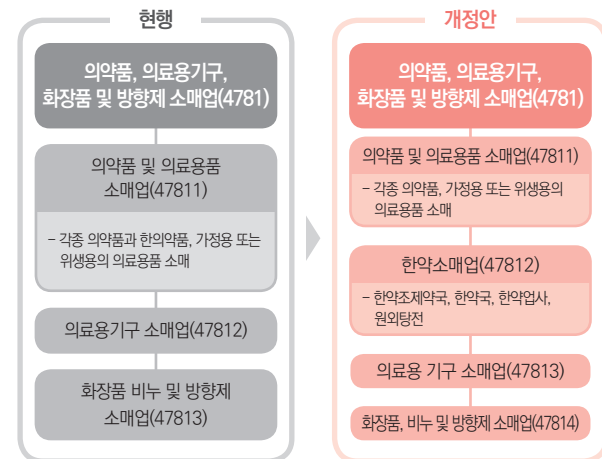 현행
의약품, 의료용기구,
화장품 및 방향제 소매업(4781)
의약품 및 의료용품
소매업(47811)
- 각종 의약품과 한의약품, 가정용 또는
위생용의 의료용품 소매
의료용기구 소매업(47812)
화장품 비누 및 방향제
소매업(47813)
개정안
의약품, 의료용기구,
화장품 및 방향제 소매업(4781)
의약품 및 의료용품 소매업(47811)
- 각종 의약품, 가정용 또는 위생용의
의료용품 소매
한약소매업(47812)
- 한약조제약국, 한약국, 한약업사,
원외탕전
의료용 기구 소매업(47813)
화장품, 비누 및 방향제 소매업(47814)